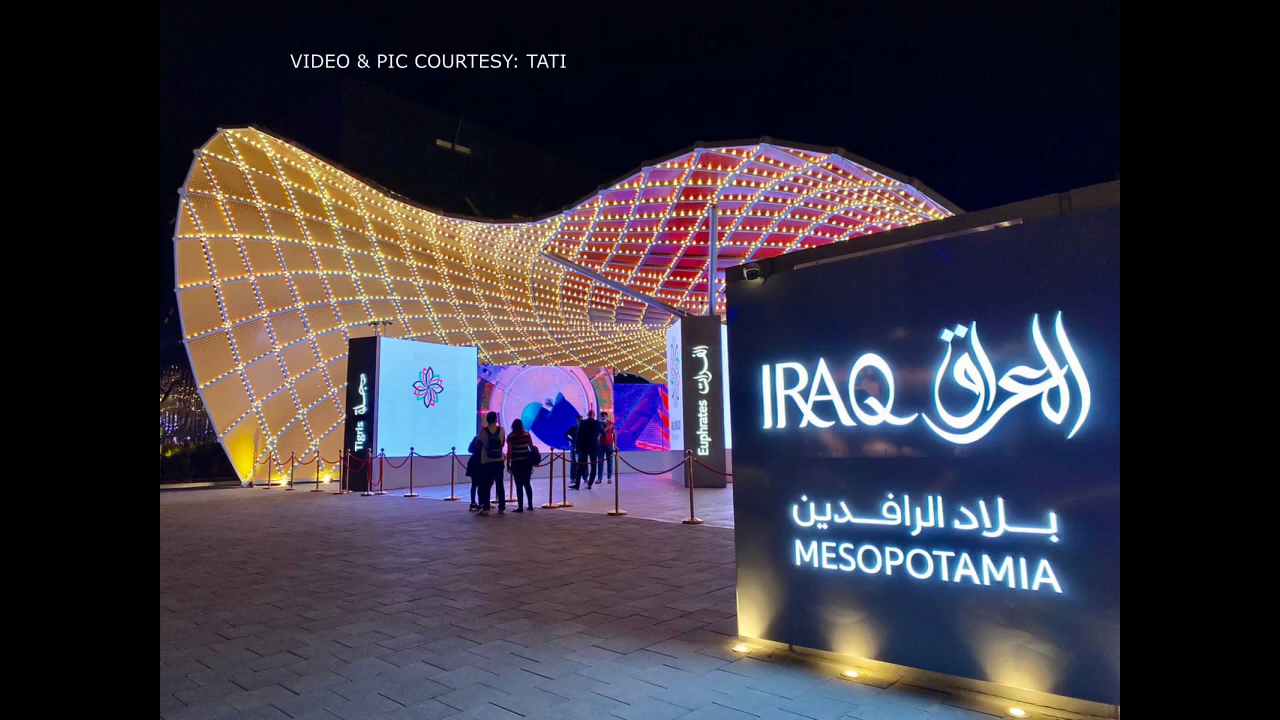 VIDEO & PIC COURTESY: TATI
IRAQ العراق
بلاد الرافدين
MESOPOTAMIA
دجلة
Tigris
الفرات
Euphrates